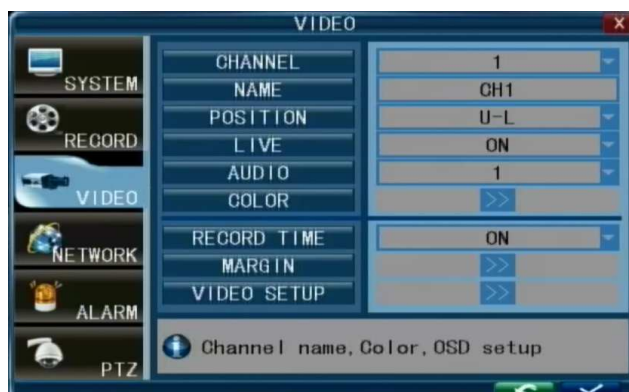 VIDEO
X
SYSTEM
RECORD
VIDEO
NETWORK
ALARM
PTZ
CHANNEL 1
NAME CH1
POSITION U-L
LIVE ON
AUDIO 1
COLOR >>
RECORD TIME ON
MARGIN >>
VIDEO SETUP >>
Channel name,Color,OSD setup